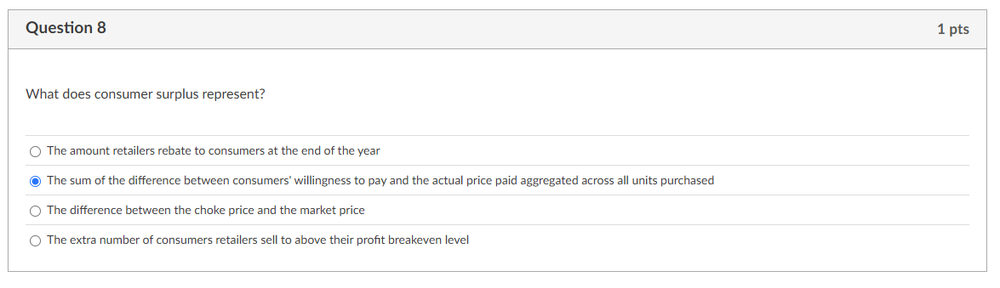 Question 8
1 pts
What does consumer surplus represent?
The amount retailers rebate to consumers at the end of the year
The sum of the difference between consumers' willingness to pay and the actual price paid aggregated across all units purchased
The difference between the choke price and the market price
The extra number of consumers retailers sell to above their profit breakeven level